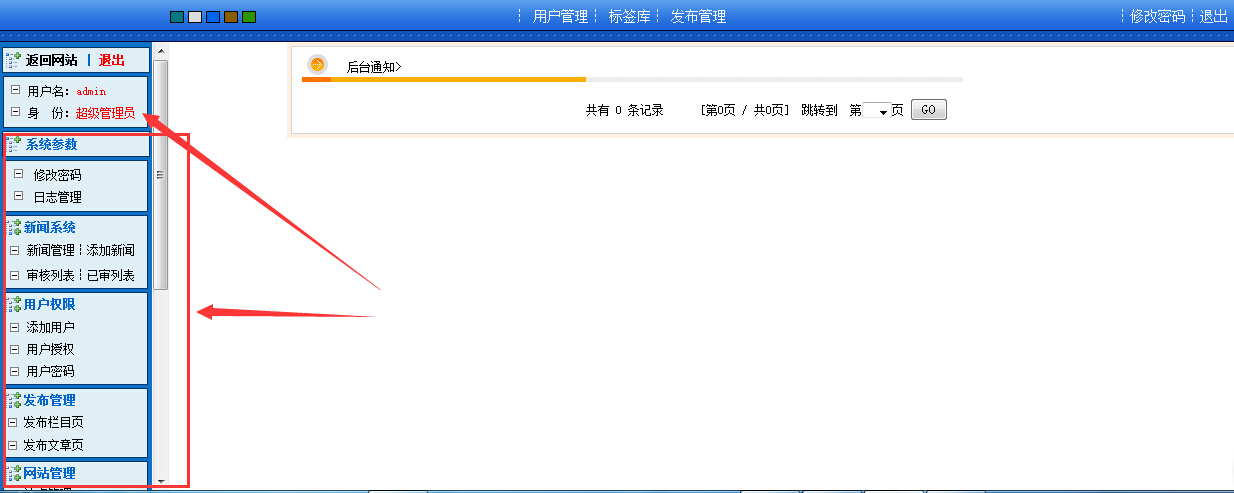 用户管理┆ 标签库┆ 发布管理
修改密码┆退出
返回网站 | 退出
用户名：admin
身 份：超级管理员
系统参数
修改密码
日志管理
新闻系统
新闻管理┆添加新闻
审核列表┆已审列表
用户权限
添加用户
用户授权
用户密码
发布管理
发布栏目页
发布文章页
网站管理
后台通知>
共有 0 条记录 [第0页 / 共0页] 跳转到 第 页 GO